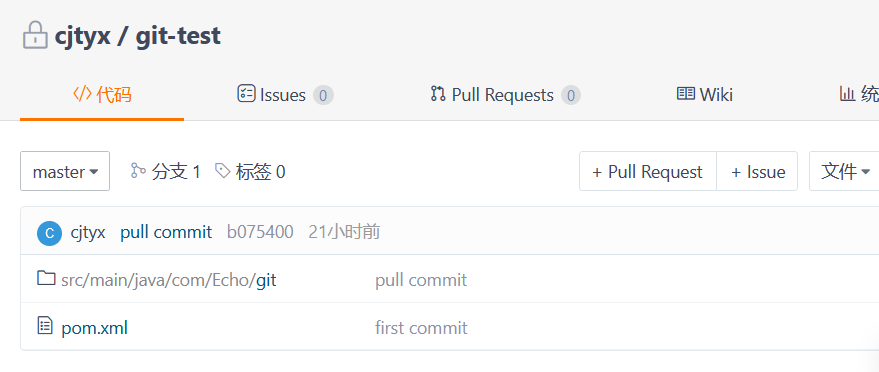 cjtyx / git-test
代码 Issues 0 Pull Requests 0 Wiki 统
master 分支 1 标签 0 + Pull Request + Issue 文件
C cjtyx pull commit b075400 21小时前
src/main/java/com/Echo/git pull commit
pom.xml first commit